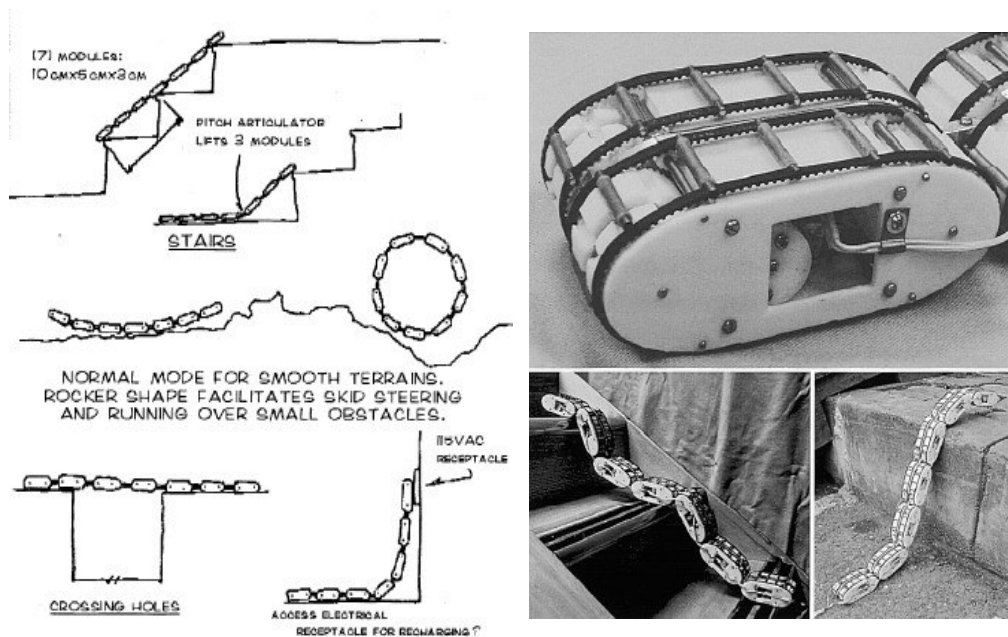 (7) MODULES:
10CMX5CMX3CM
PITCH ARTICULATOR
LIFTS 3 MODULES
STAIRS
NORMAL MODE FOR SMOOTH TERRAINS.
ROCKER SHAPE FACILITATES SKID STEERING
AND RUNNING OVER SMALL OBSTACLES.
115VAC
RECEPTACLE
CROSSING HOLES
ACCESS ELECTRICAL
RECEPTACLE FOR RECHARGING?